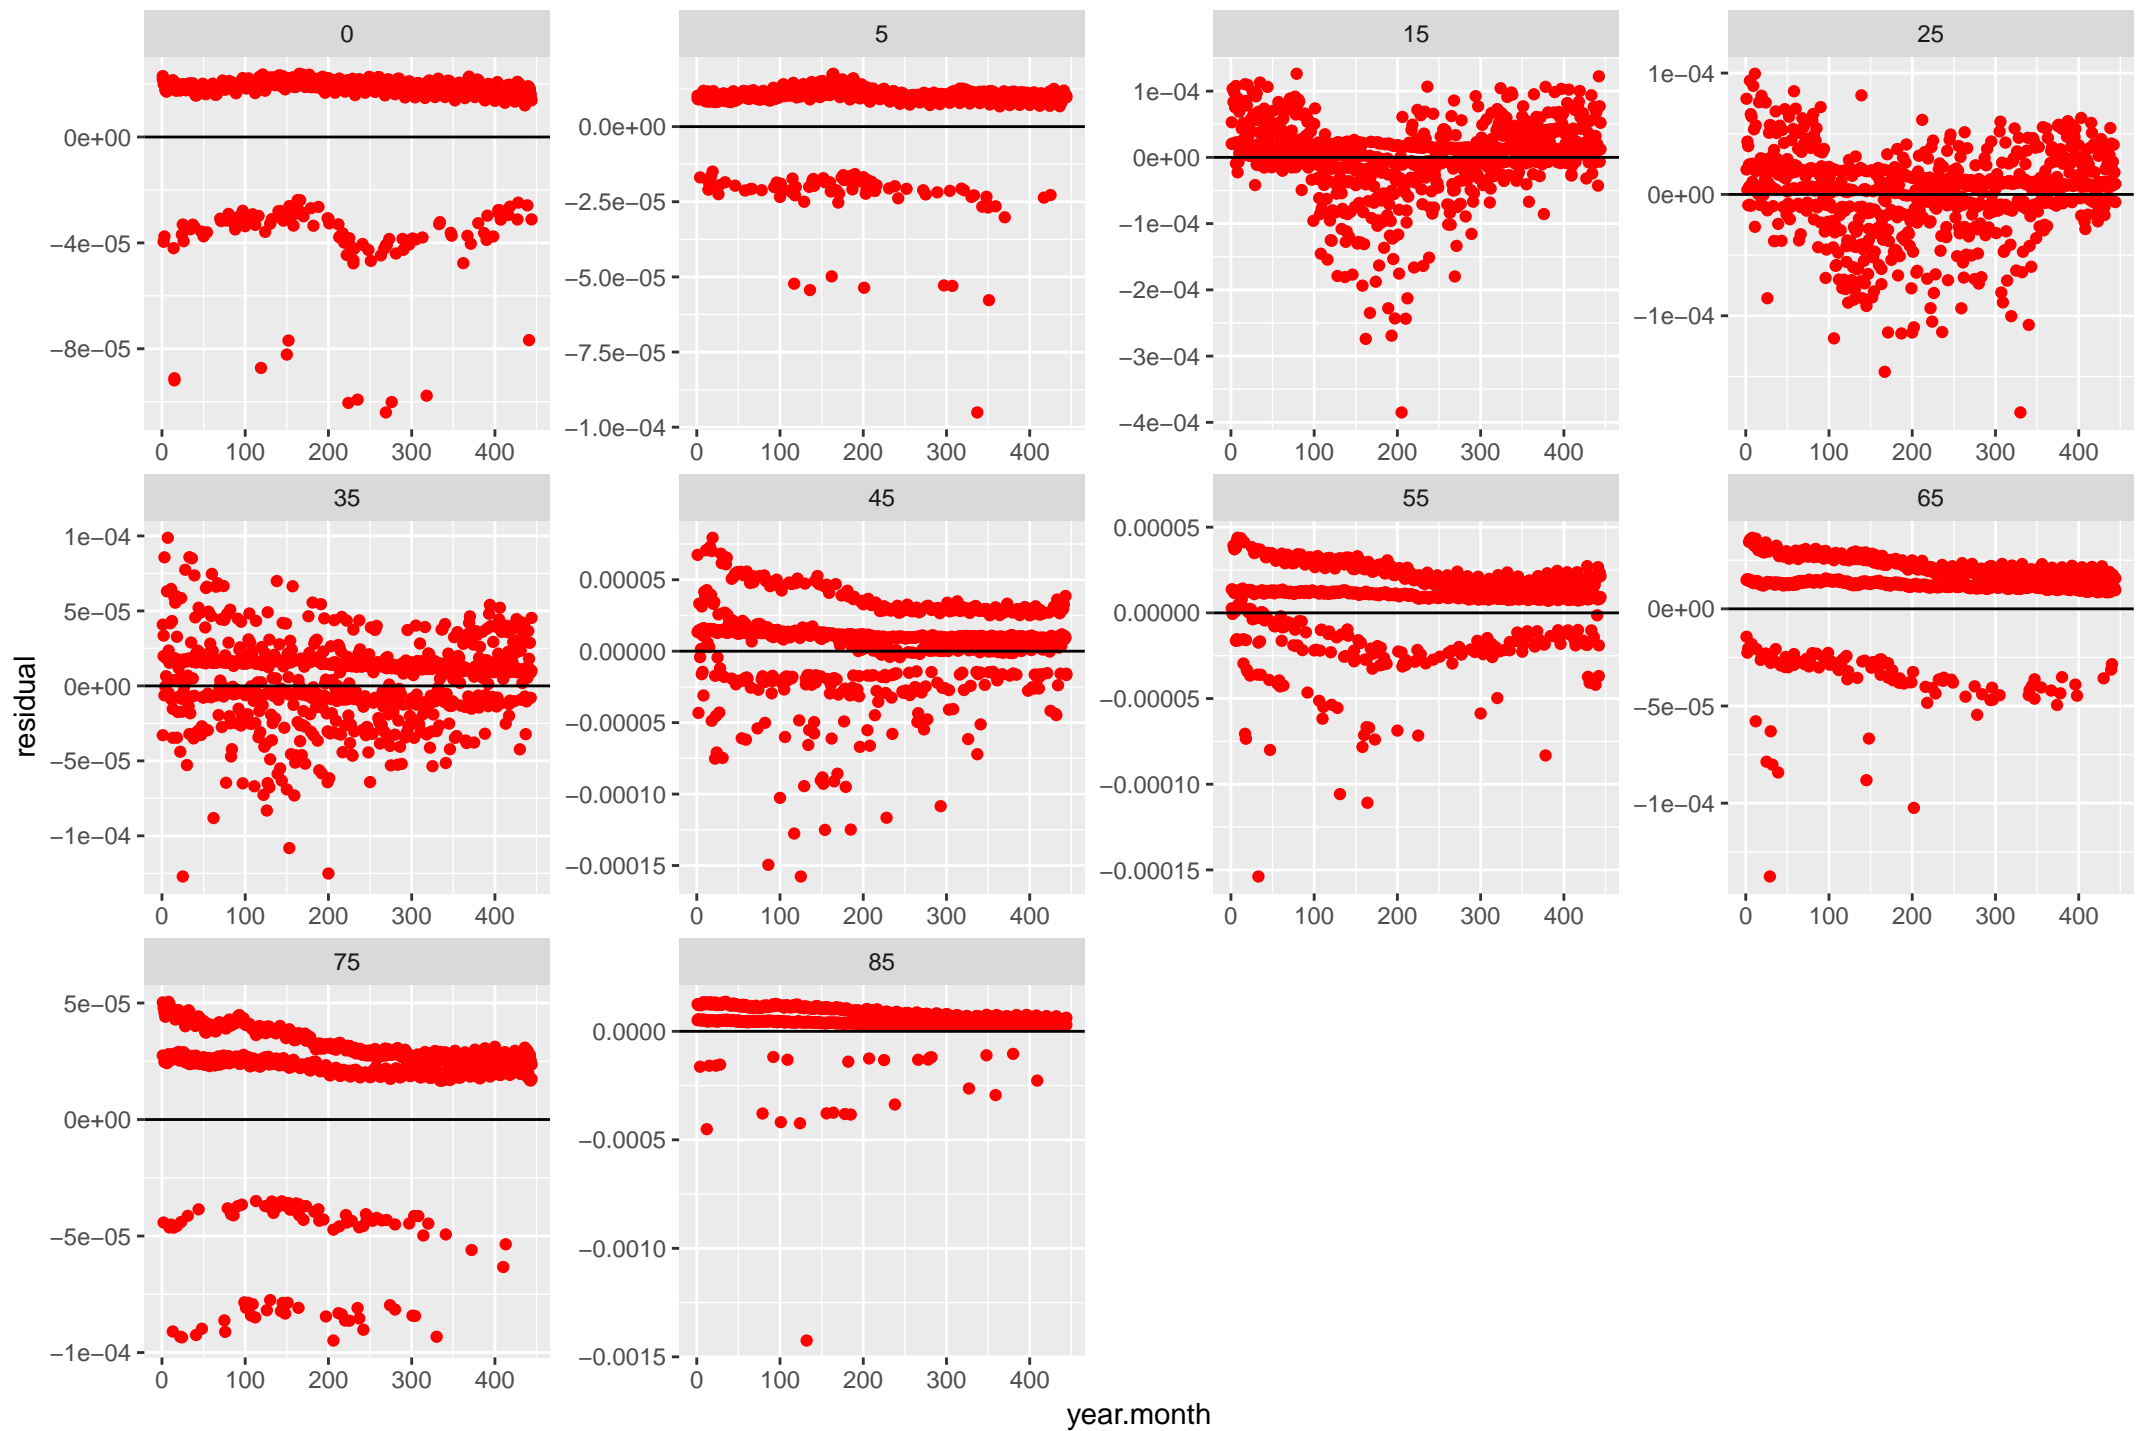 0 5 15 25
0e+00
−4e−05
−8e−05
0 100 200 300 400
0.0e+00
−2.5e−05
−5.0e−05
−7.5e−05
−1.0e−04
0 100 200 300 400
1e−04
0e+00
−1e−04
−2e−04
−3e−04
−4e−04
0 100 200 300 400
1e−04
0e+00
−1e−04
0 100 200 300 400
35 45 55 65
1e−04
5e−05
0e+00
−5e−05
−1e−04
0 100 200 300 400
0.00005
0.00000
−0.00005
−0.00010
−0.00015
0 100 200 300 400
0.00005
0.00000
−0.00005
−0.00010
−0.00015
0 100 200 300 400
0e+00
−5e−05
−1e−04
0 100 200 300 400
75 85
5e−05
0e+00
−5e−05
−1e−04
0 100 200 300 400
0.0000
−0.0005
−0.0010
−0.0015
0 100 200 300 400
residual
year.month